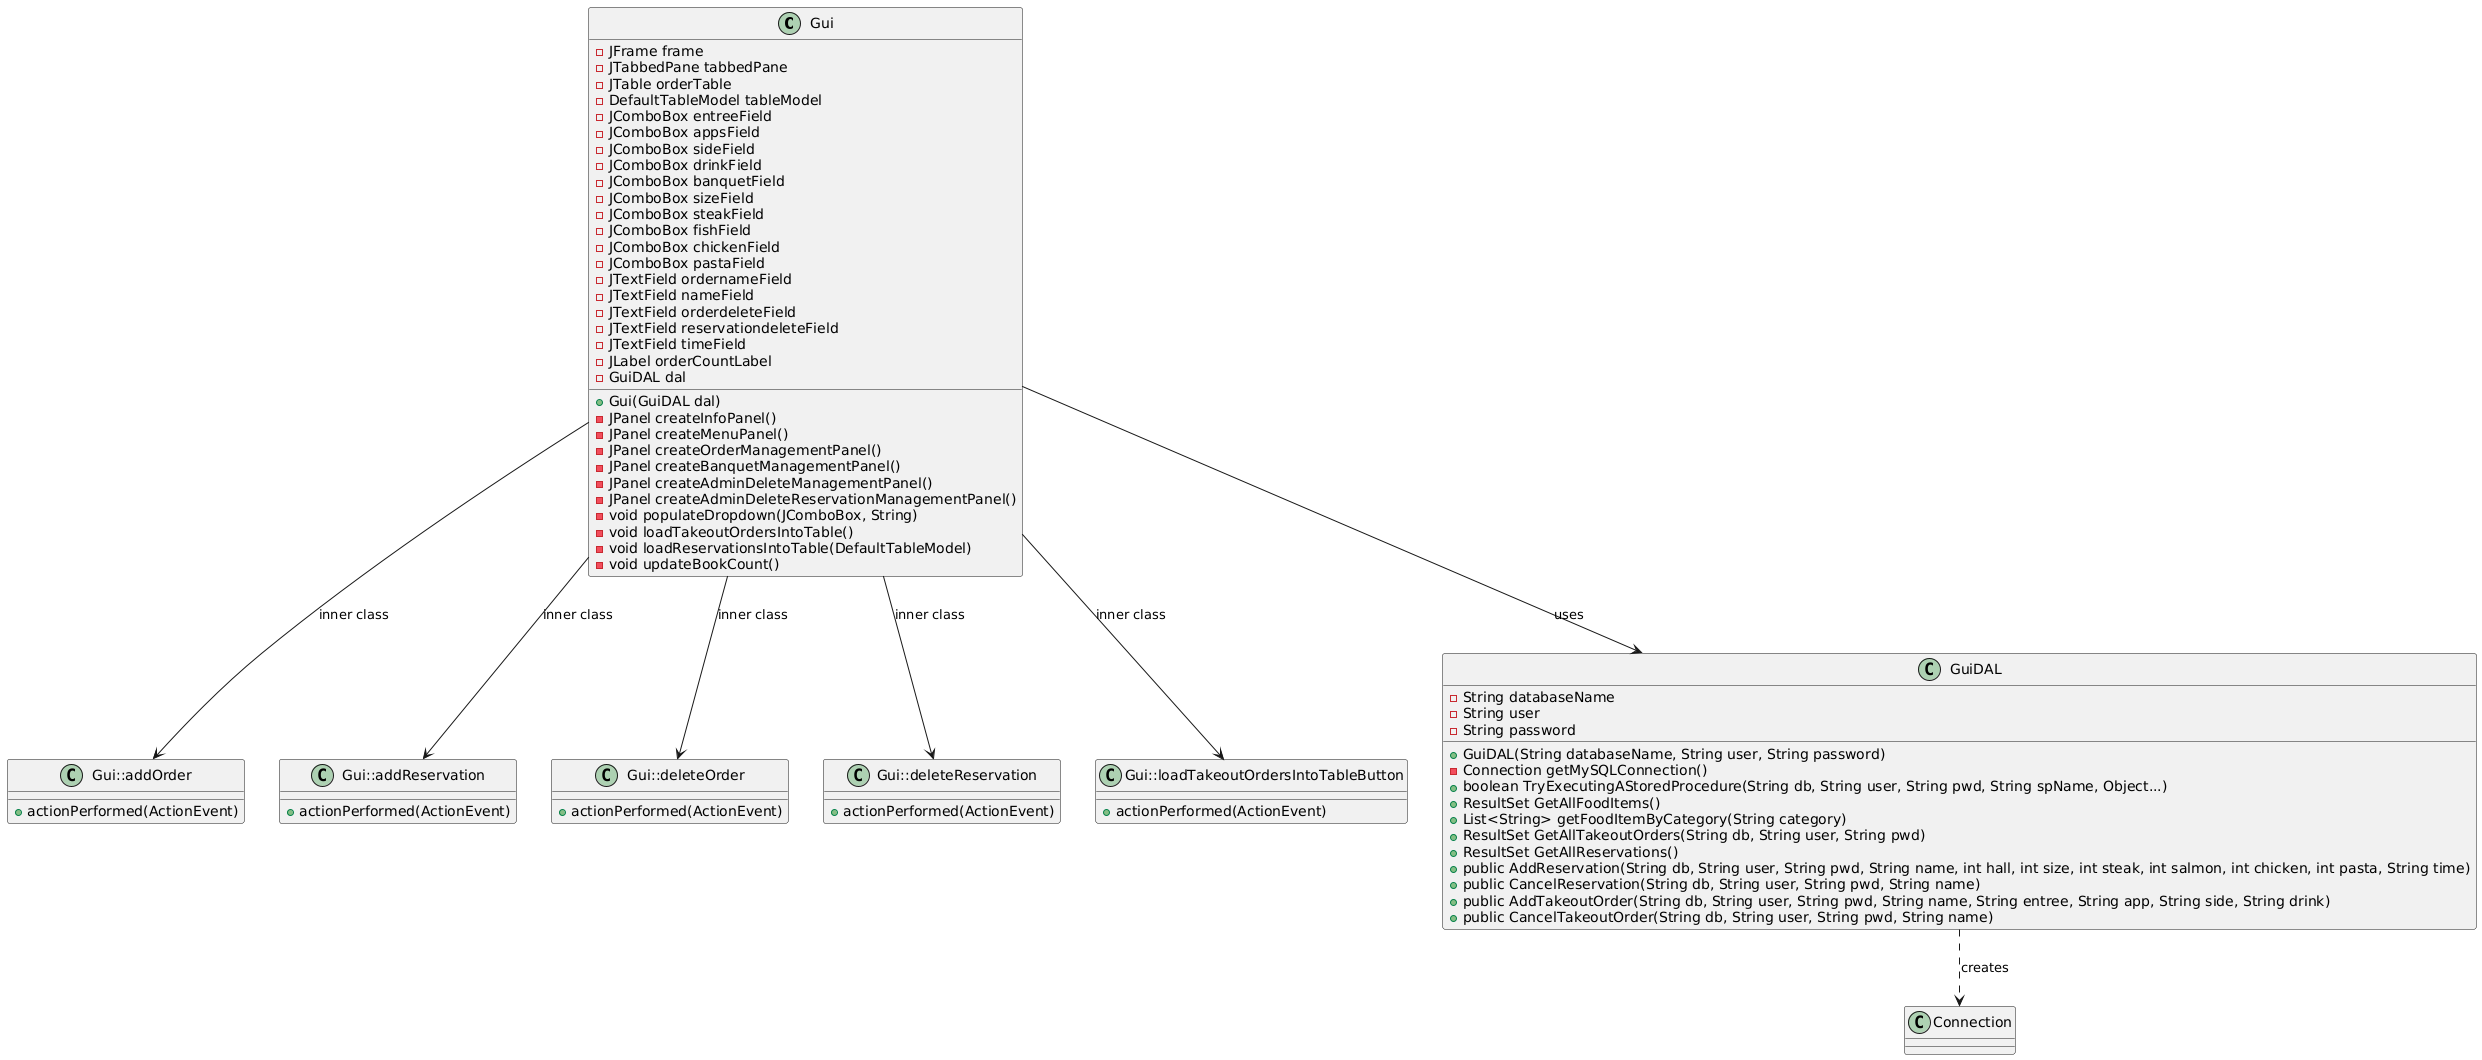 C Gui
JFrame frame
JTabbedPane tabbedPane
JTable orderTable
DefaultTableModel tableModel
JComboBox entreeField
JComboBox appsField
JComboBox sideField
JComboBox drinkField
JComboBox banquetField
JComboBox sizeField
JComboBox steakField
JComboBox fishField
JComboBox chickenField
JComboBox pastaField
JTextField ordernameField
JTextField nameField
JTextField orderdeleteField
JTextField reservationdeleteField
JTextField timeField
JLabel orderCountLabel
GuiDAL dal
Gui(GuiDAL dal)
JPanel createInfoPanel()
JPanel createMenuPanel()
JPanel createOrderManagementPanel()
JPanel createBanquetManagementPanel()
JPanel createAdminDeleteManagementPanel()
JPanel createAdminDeleteReservationManagementPanel()
void populateDropdown(JComboBox, String)
void loadTakeoutOrdersIntoTable()
void loadReservationsIntoTable(DefaultTableModel)
void updateBookCount()
inner class
inner class
inner class
inner class
inner class
uses
C Gui::addOrder
actionPerformed(ActionEvent)
C Gui::addReservation
actionPerformed(ActionEvent)
C Gui::deleteOrder
actionPerformed(ActionEvent)
C Gui::deleteReservation
actionPerformed(ActionEvent)
C Gui::loadTakeoutOrdersIntoTableButton
actionPerformed(ActionEvent)
C GuiDAL
String databaseName
String user
String password
GuiDAL(String databaseName, String user, String password)
Connection getMySQLConnection()
boolean TryExecutingAStoredProcedure(String db, String user, String pwd, String spName, Object...)
ResultSet GetAllFoodItems()
List<String> getFoodItemByCategory(String category)
ResultSet GetAllTakeoutOrders(String db, String user, String pwd)
ResultSet GetAllReservations()
public AddReservation(String db, String user, String pwd, String name, int hall, int size, int steak, int salmon, int chicken, int pasta, String time)
public CancelReservation(String db, String user, String pwd, String name)
public AddTakeoutOrder(String db, String user, String pwd, String name, String entree, String app, String side, String drink)
public CancelTakeoutOrder(String db, String user, String pwd, String name)
creates
C Connection